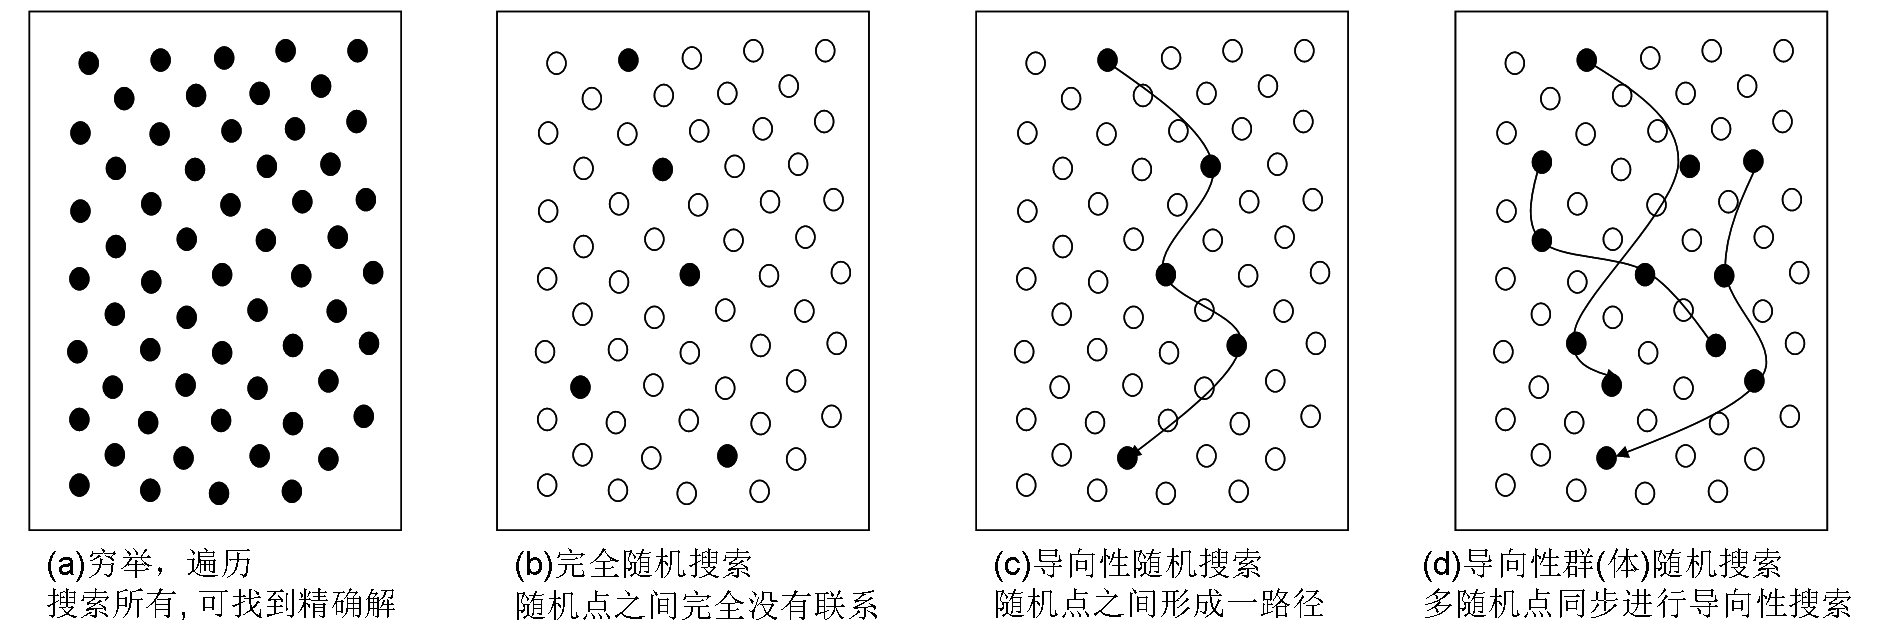 (a)穷举，遍历
搜索所有, 可找到精确解
(b)完全随机搜索
随机点之间完全没有联系
(c)导向性随机搜索
随机点之间形成一路径
(d)导向性群(体)随机搜索
多随机点同步进行导向性搜索